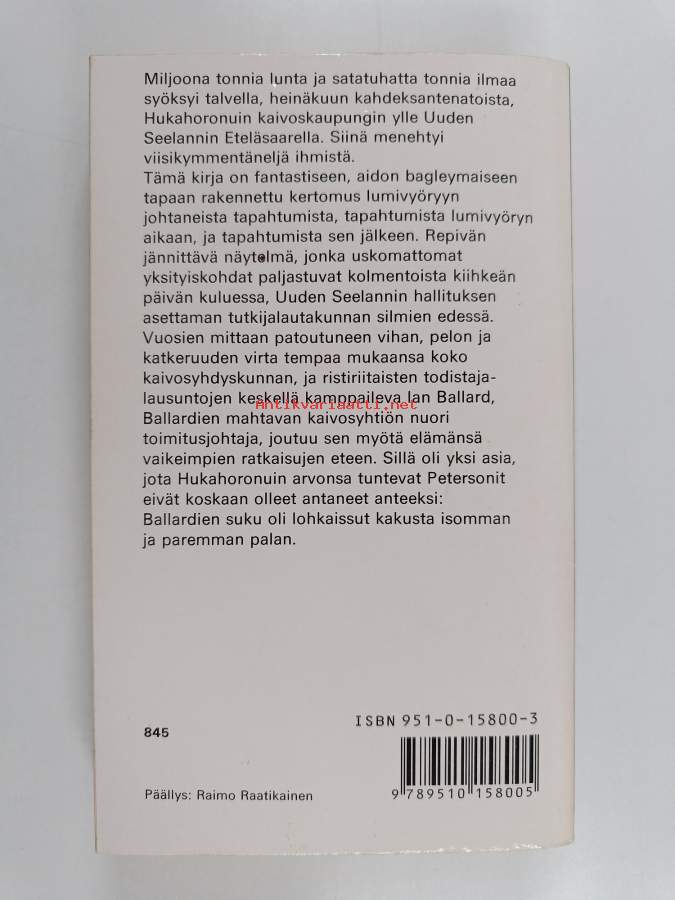 Miljoona tonnia lunta ja satatuhatta tonnia ilmaa
syöksyi talvella, heinäkuun kahdeksantenatoista,
Hukahoronuin kaivoskaupungin ylle Uuden
Seelannin Eteläsaarella. Siinä menehtyi
viisikymmentäneljä ihmistä.
Tämä kirja on fantastiseen, aidon bagleymaiseen
tapaan rakennettu kertomus lumivyöryyn
johtaneista tapahtumista, tapahtumista lumivyöryn
aikaan, ja tapahtumista sen jälkeen. Repivän
jännittävä näytelmä, jonka uskomattomat
yksityiskohdat paljastuvat kolmentoista kiihkeän
päivän kuluessa, Uuden Seelannin hallituksen
asettaman tutkijalautakunnan silmien edessä.
Vuosien mittaan patoutuneen vihan, pelon ja
katkeruuden virta tempaa mukaansa koko
kaivosyhdyskunnan, ja ristiriitaisten todistaja-
lausuntojen keskellä kamppaileva Ian Ballard,
Antikvariaatti.net
Ballardien mahtavan kaivosyhtiön nuori
toimitusjohtaja, joutuu sen myötä elämänsä
vaikeimpien ratkaisujen eteen. Sillä oli yksi asia,
jota Hukahoronuin arvonsa tuntevat Petersonit
eivät koskaan olleet antaneet anteeksi:
Ballardien suku oli lohkaissut kakusta isomman
ja paremman palan.
ISBN 951-0-15800-3
845
9 789510 158005
Päällys: Raimo Raatikainen